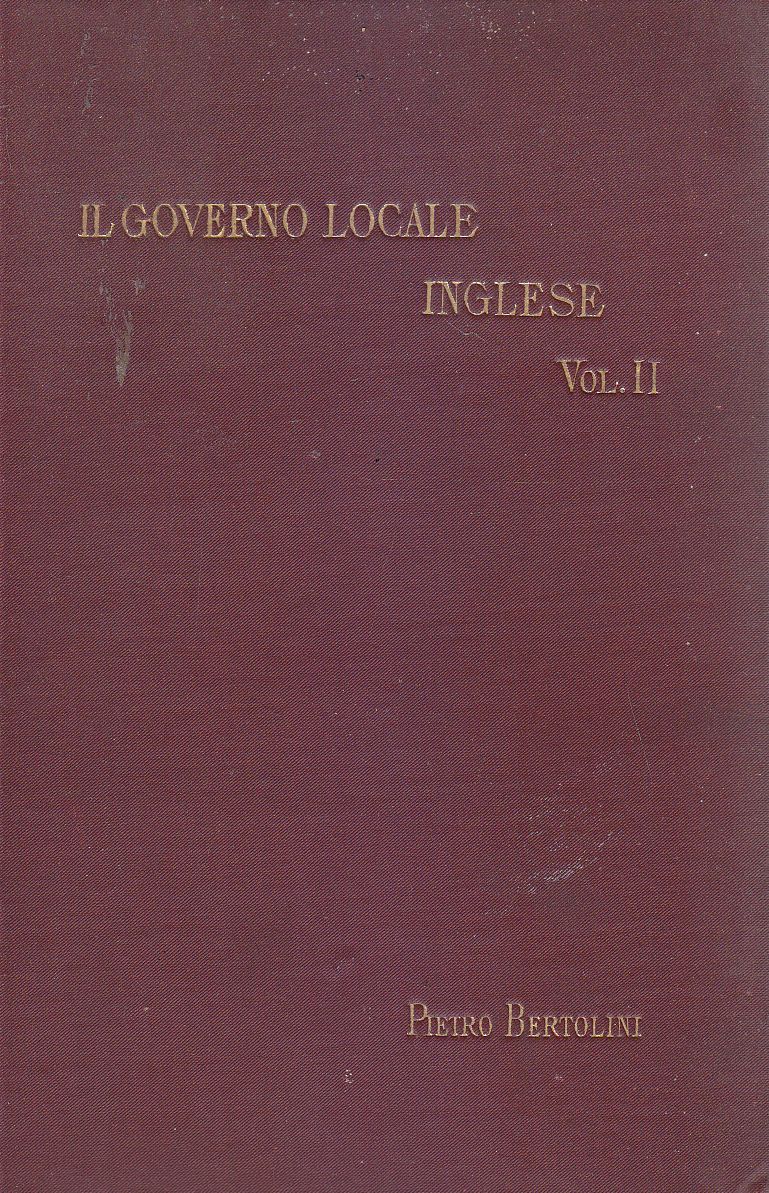 IL GOVERNO LOCALE
INGLESE
VOL. II
PIETRO BERTOLINI